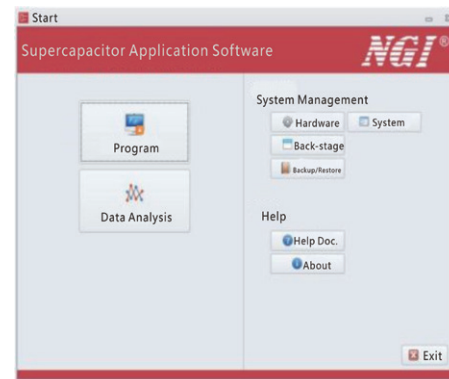 Start
Supercapacitor Application Software
NGI®
Program
Data Analysis
System Management
Hardware
System
Back-stage
Backup/Restore
Help
Help Doc.
About
Exit